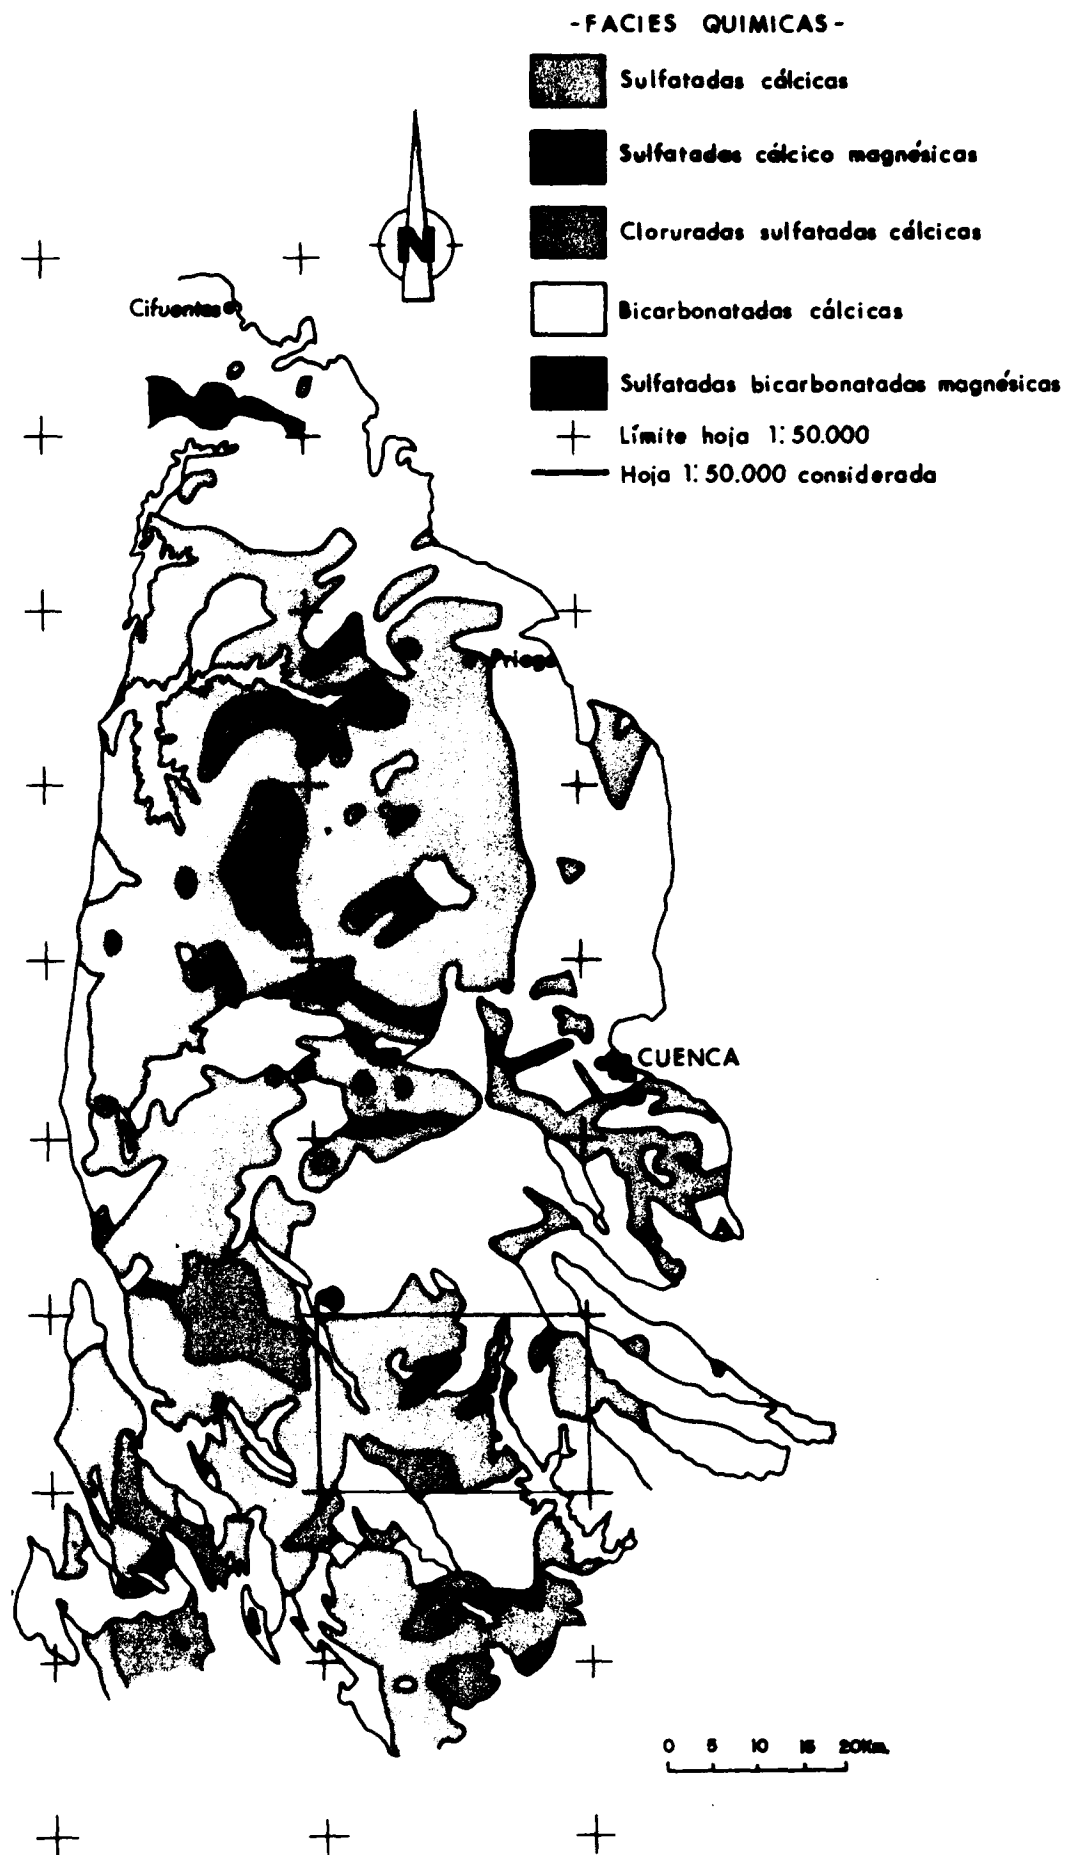 -FACIES QUIMICAS-
Sulfatadas cálcicas
Sulfatadas cálcico magnésicas
Cloruradas sulfatadas cálcicas
Bicarbonatadas cálcicas
Sulfatadas bicarbonatadas magnésicas
Límite hoja 1:50.000
Hoja 1:50.000 considerada
N
Cifuentes
Priego
CUENCA
0 5 10 15 20Km.